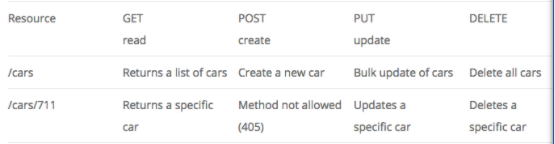 Resource GET POST PUT DELETE
read create update
/cars Returns a list of cars Create a new car Bulk update of cars Delete all cars
/cars/711 Returns a specific Method not allowed Updates a Deletes a
car (405) specific car specific car